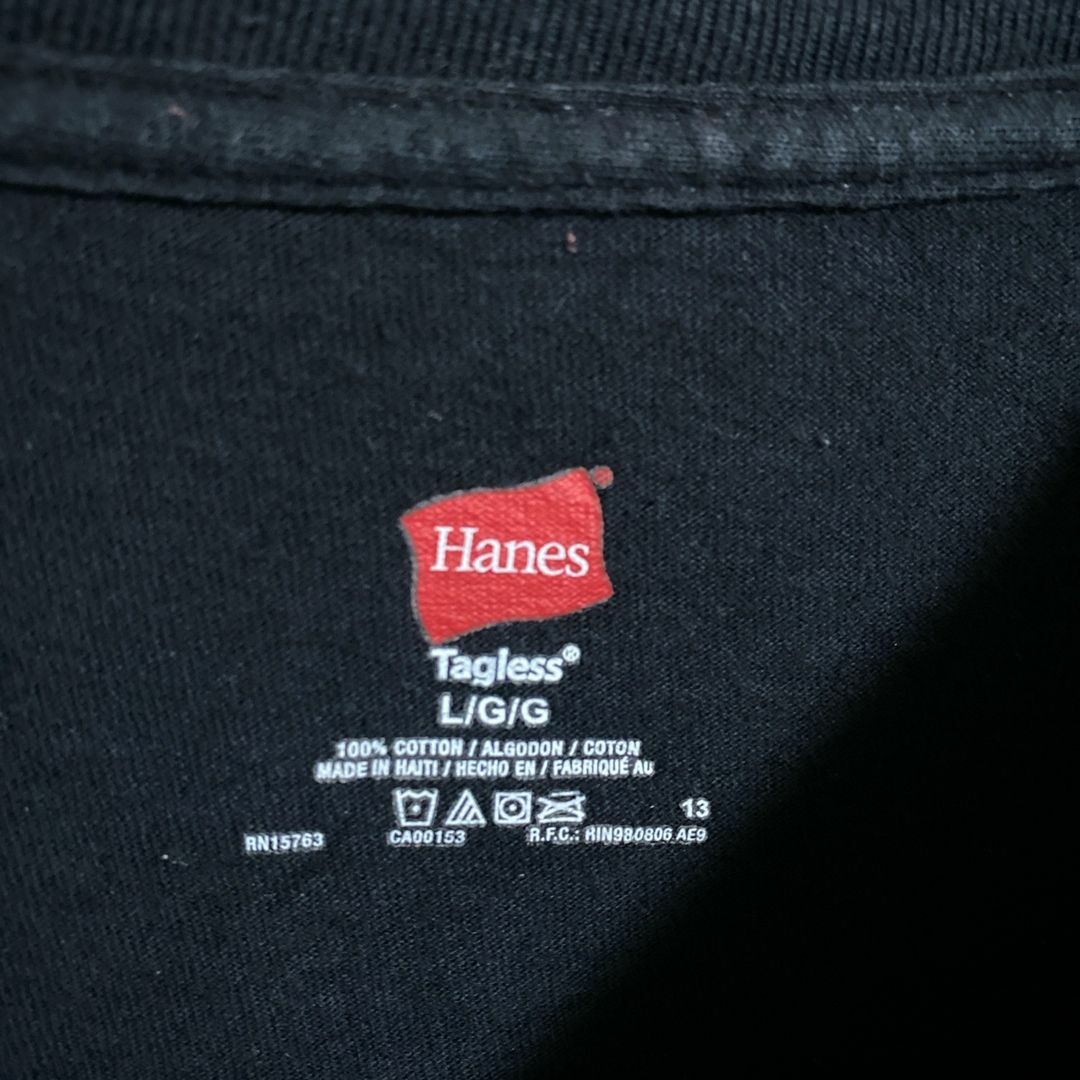 Hanes
Tagless®
L/G/G
100% COTTON / ALGODON / COTON
MADE IN HAITI / HECHO EN / FABRIQUÉ AU
13
RN15763 CA00153 R.F.C.: RIN980806 AE9